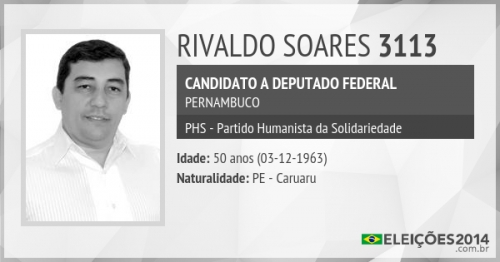 RIVALDO SOARES 3113
CANDIDATO A DEPUTADO FEDERAL
PERNAMBUCO
PHS - Partido Humanista da Solidariedade
Idade: 50 anos (03-12-1963)
Naturalidade: PE - Caruaru
ELEIÇÕES2014
.com.br